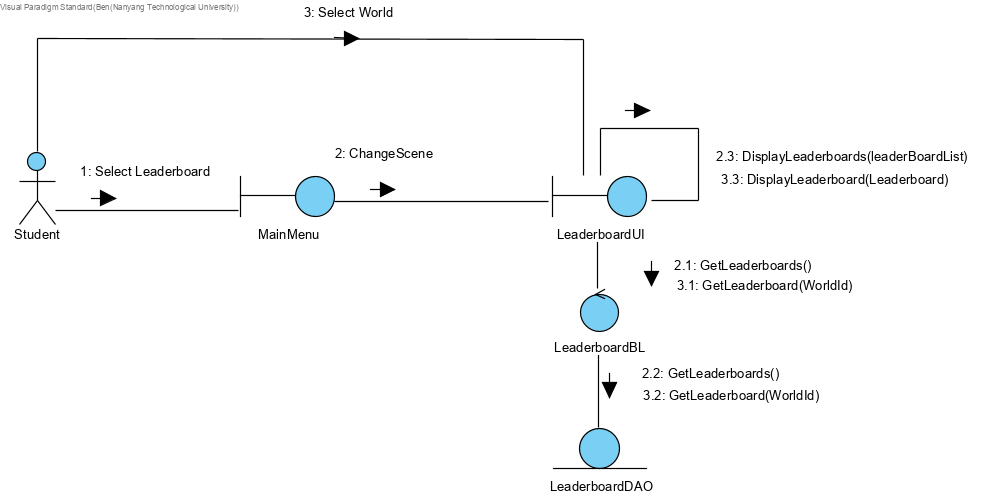 Visual Paradigm Standard(Ben(Nanyang Technological University))
3: Select World
2: ChangeScene
1: Select Leaderboard
2.3: DisplayLeaderboards(leaderBoardList)
3.3: DisplayLeaderboard(Leaderboard)
Student
MainMenu
LeaderboardUI
2.1: GetLeaderboards()
3.1: GetLeaderboard(WorldId)
LeaderboardBL
2.2: GetLeaderboards()
3.2: GetLeaderboard(WorldId)
LeaderboardDAO